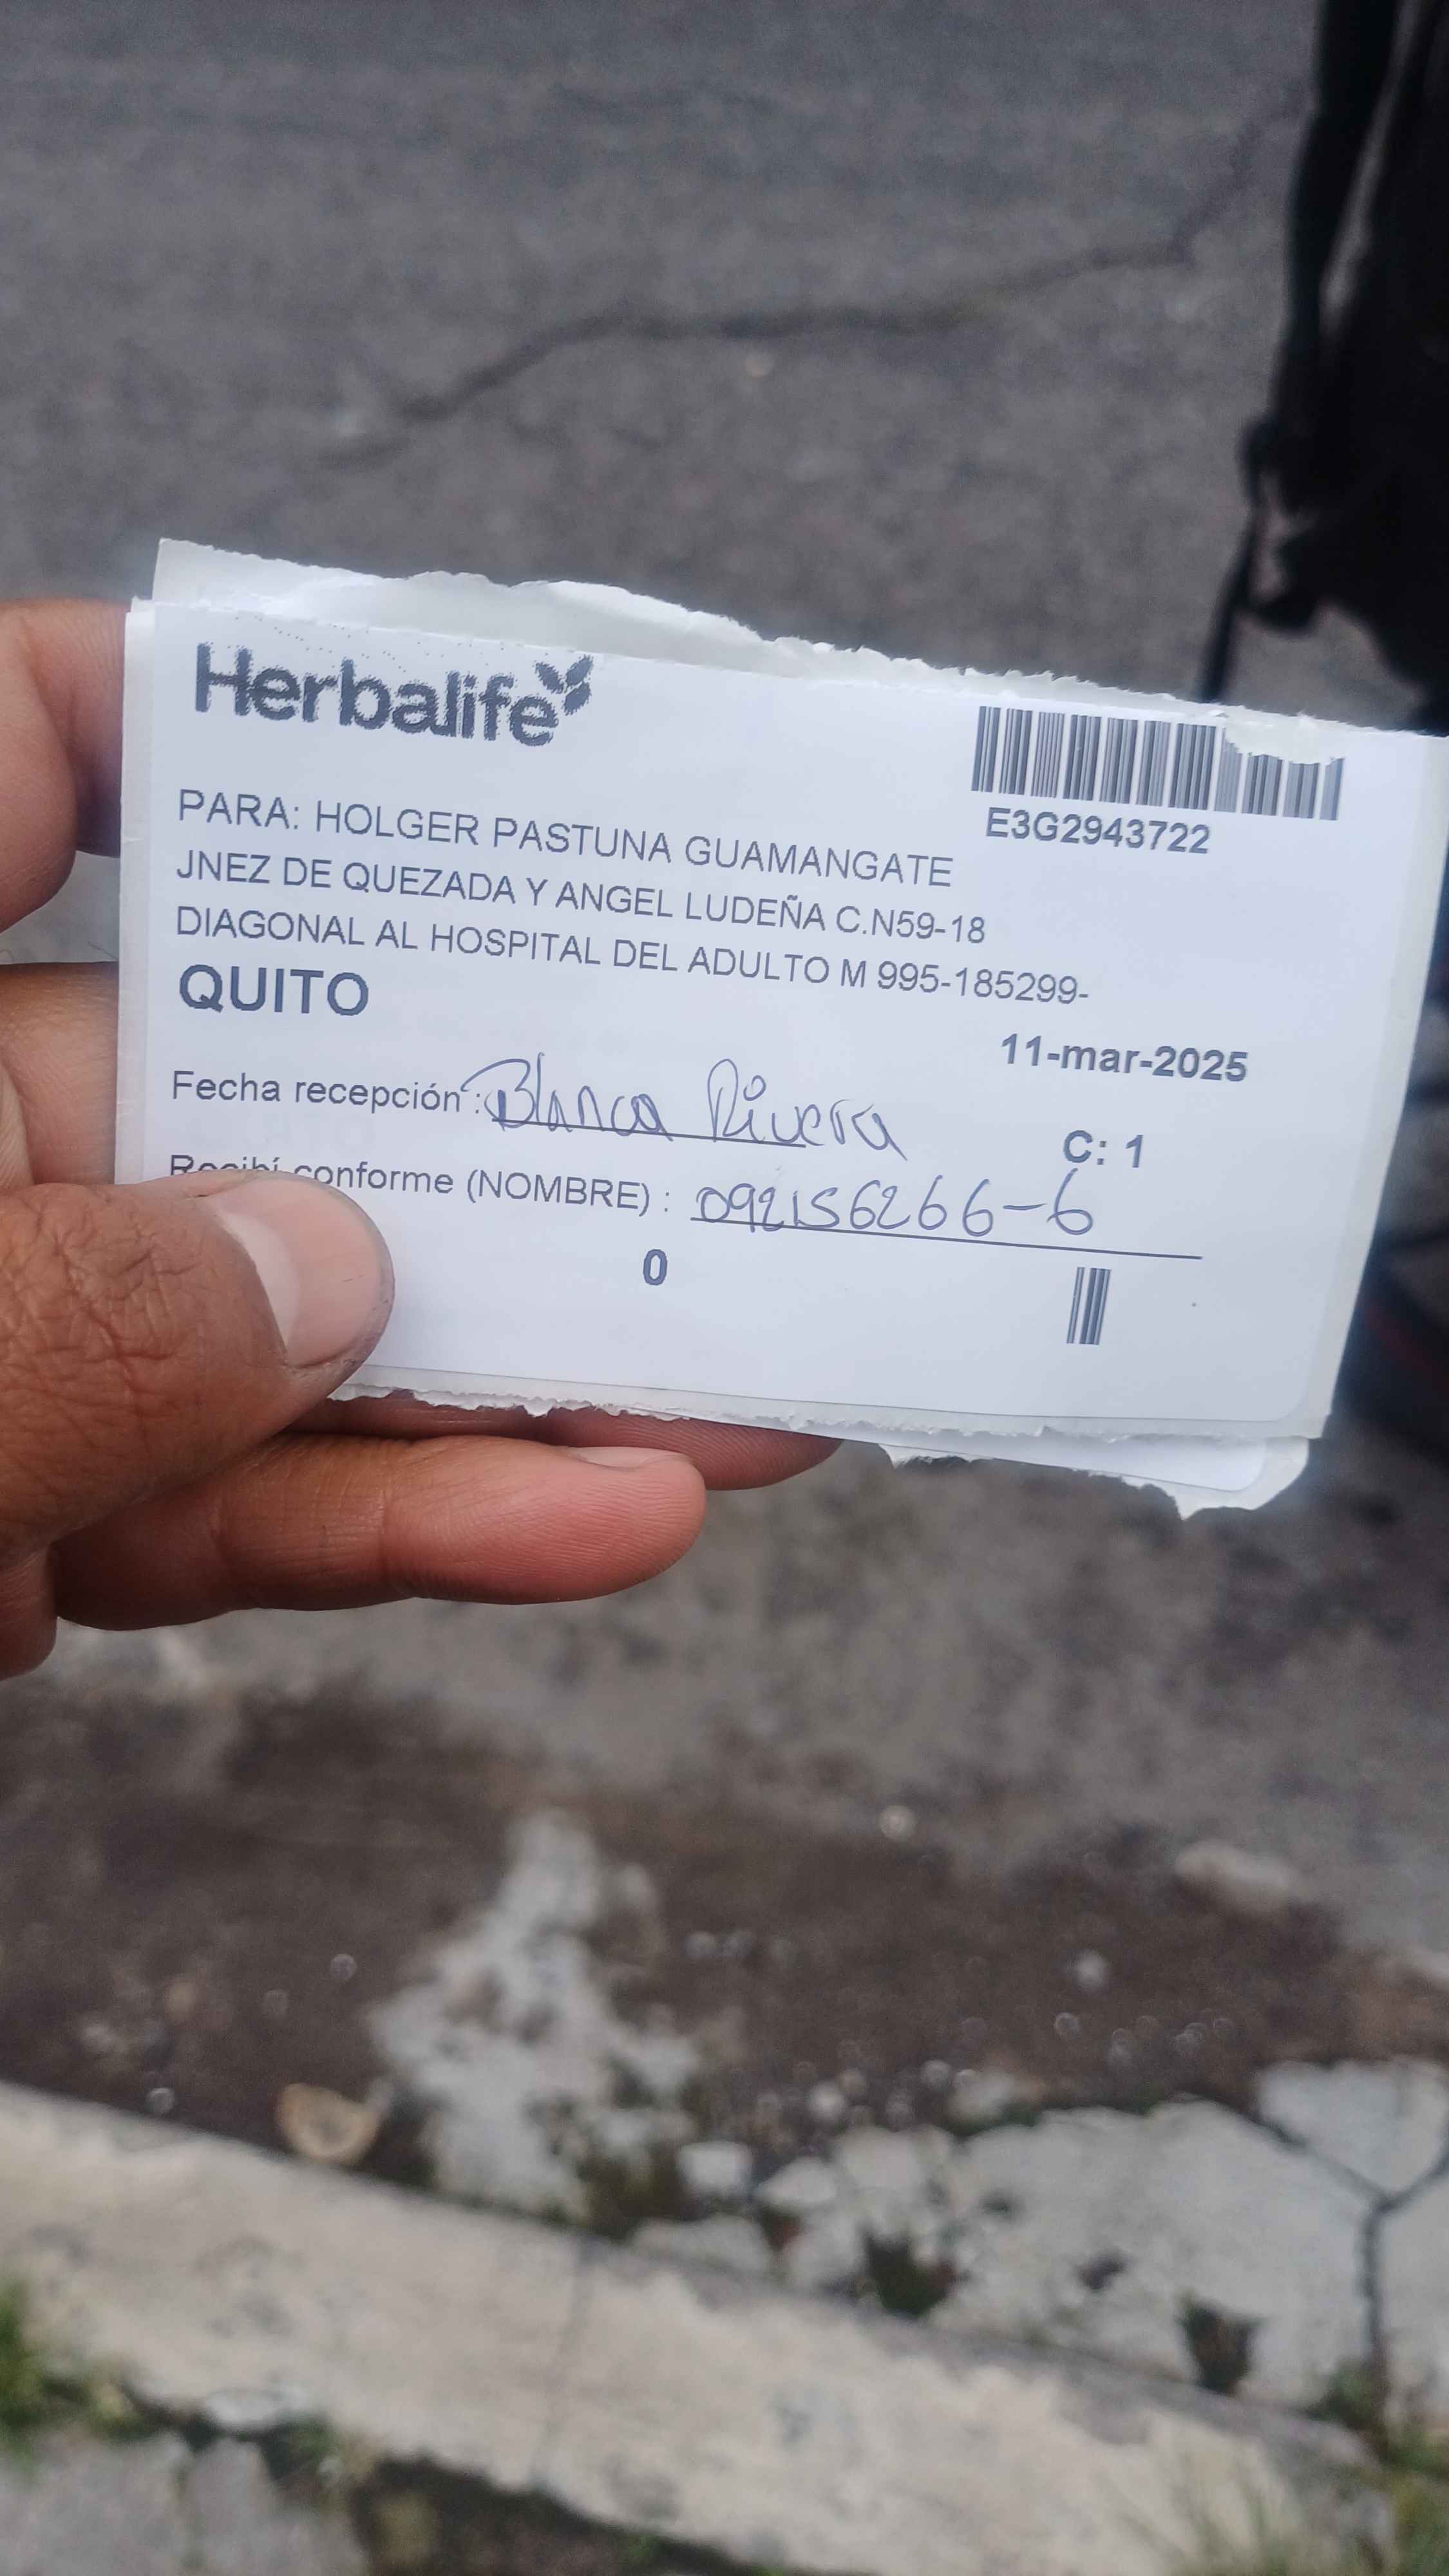 Herbalife
E3G2943722
PARA: HOLGER PASTUNA GUAMANGATE
JNEZ DE QUEZADA Y ANGEL LUDEÑA C.N59-18
DIAGONAL AL HOSPITAL DEL ADULTO M 995-185299-
QUITO
11-mar-2025
Fecha recepción : Blanca Rivera
C: 1
Recibí conforme (NOMBRE) : 092156266-6
0